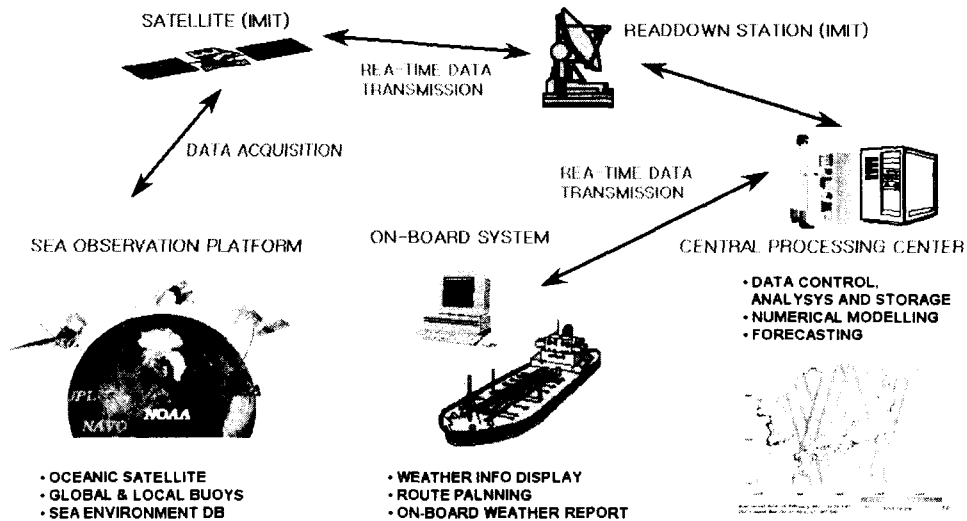 SATELLITE (IMIT)
READDOWN STATION (IMIT)
REA-TIME DATA
TRANSMISSION
DATA ACQUISITION
REA-TIME DATA
TRANSMISSION
SEA OBSERVATION PLATFORM
ON-BOARD SYSTEM
CENTRAL PROCESSING CENTER
• DATA CONTROL,
ANALYSYS AND STORAGE
• NUMERICAL MODELLING
• FORECASTING
JPL
NOAA
NAVO
• OCEANIC SATELLITE
• GLOBAL & LOCAL BUOYS
• SEA ENVIRONMENT DB
• WEATHER INFO DISPLAY
• ROUTE PALNNING
• ON-BOARD WEATHER REPORT